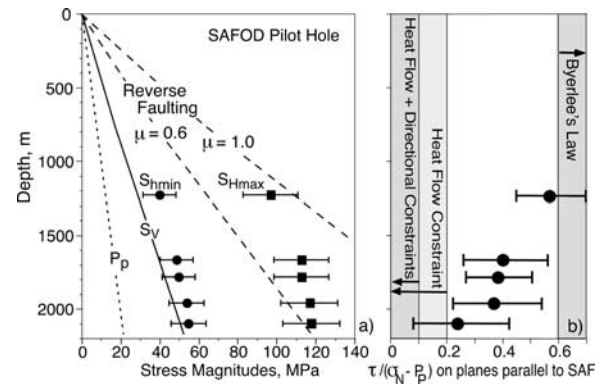 0
500
1000
1500
2000
Depth, m
SAFOD Pilot Hole
Reverse
Faulting
μ = 0.6
μ = 1.0
Shmin
SHmax
SV
Pp
a)
0 20 40 60 80 100 120 140
Stress Magnitudes, MPa
Heat Flow + Directional Constraints
Heat Flow Constraint
Byerlee's Law
b)
0 0.2 0.4 0.6 0.8
τ/(σN - Pp) on planes parallel to SAF